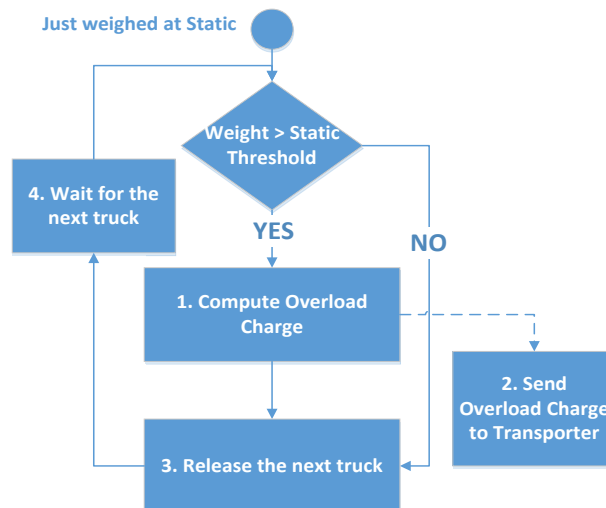 Just weighed at Static
Weight > Static
Threshold
4. Wait for the
next truck
YES
NO
1. Compute Overload
Charge
2. Send
Overload Charge
to Transporter
3. Release the next truck